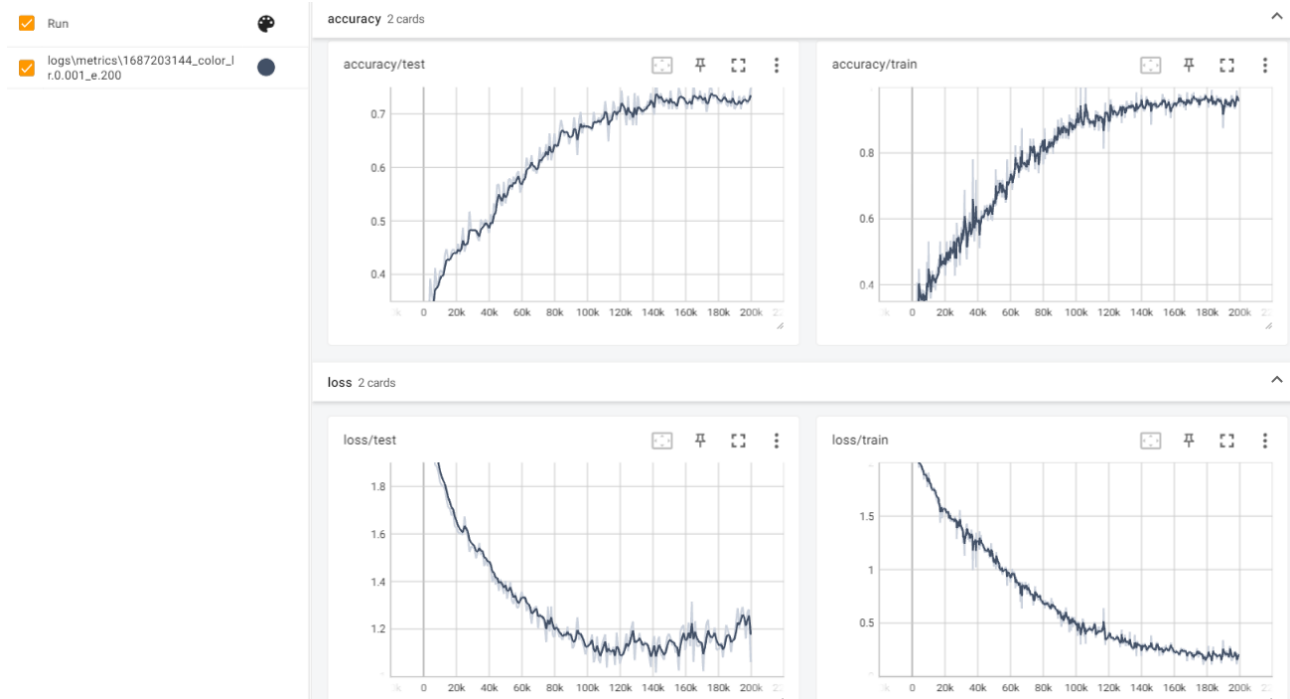 Run
logs\metrics\1687203144_color_l
r.0.001_e.200
accuracy 2 cards
accuracy/test
0.7
0.6
0.5
0.4
0 20k 40k 60k 80k 100k 120k 140k 160k 180k 200k
accuracy/train
0.8
0.6
0.4
0 20k 40k 60k 80k 100k 120k 140k 160k 180k 200k
loss 2 cards
loss/test
1.8
1.6
1.4
1.2
0 20k 40k 60k 80k 100k 120k 140k 160k 180k 200k
loss/train
1.5
1
0.5
0 20k 40k 60k 80k 100k 120k 140k 160k 180k 200k